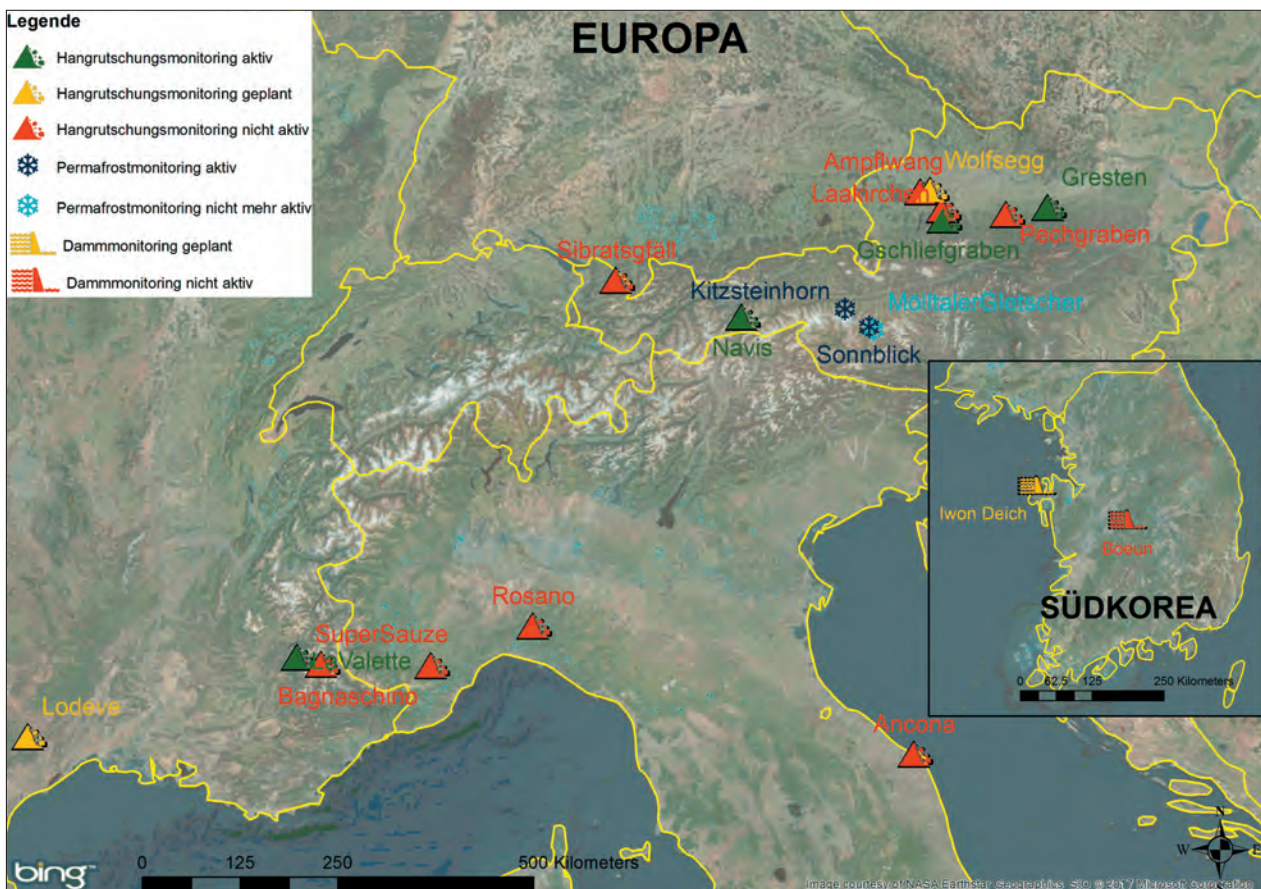 Legende
Hangrutschungsmonitoring aktiv
Hangrutschungsmonitoring geplant
Hangrutschungsmonitoring nicht aktiv
Permafrostmonitoring aktiv
Permafrostmonitoring nicht mehr aktiv
Dammmonitoring geplant
Dammmonitoring nicht aktiv
EUROPA
Ampflwang
Wolfsegg
Laakirchen
Gresten
Pechgraben
Gschliefgraben
Sibratsgfäll
Kitzsteinhorn
MölltalerGletscher
Navis
Sonnblick
Iwon Deich
Boeun
SÜDKOREA
0 62.5 125 250 Kilometers
Rosano
SuperSauze
LaValette
Bagnaschino
Lodeve
Ancona
0 125 250 500 Kilometers
N
W E
S
bing™
Image courtesy of NASA Earthstar Geographics SIO © 2017 Microsoft Corporation